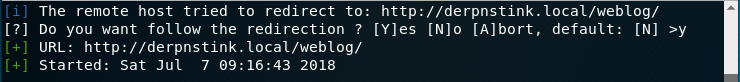 [i] The remote host tried to redirect to: http://derpnstink.local/weblog/
[?] Do you want follow the redirection ? [Y]es [N]o [A]bort, default: [N] >y
[+] URL: http://derpnstink.local/weblog/
[+] Started: Sat Jul  7 09:16:43 2018